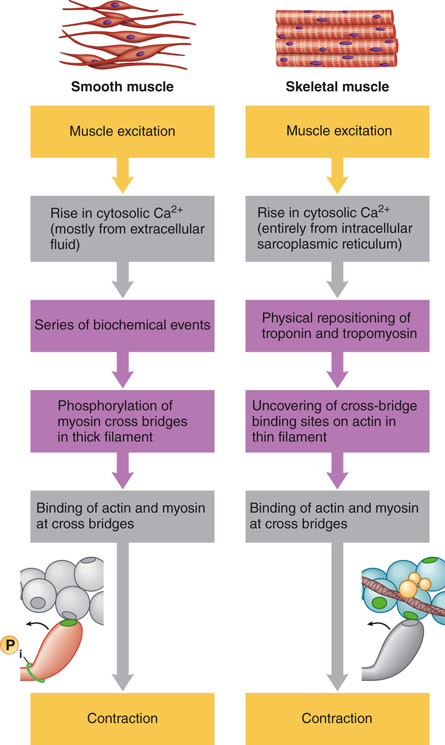 Smooth muscle
Muscle excitation
Rise in cytosolic Ca²⁺
(mostly from extracellular
fluid)
Series of biochemical events
Phosphorylation of
myosin cross bridges
in thick filament
Binding of actin and myosin
at cross bridges
P
i
Contraction
Skeletal muscle
Muscle excitation
Rise in cytosolic Ca²⁺
(entirely from intracellular
sarcoplasmic reticulum)
Physical repositioning of
troponin and tropomyosin
Uncovering of cross-bridge
binding sites on actin in
thin filament
Binding of actin and myosin
at cross bridges
Contraction